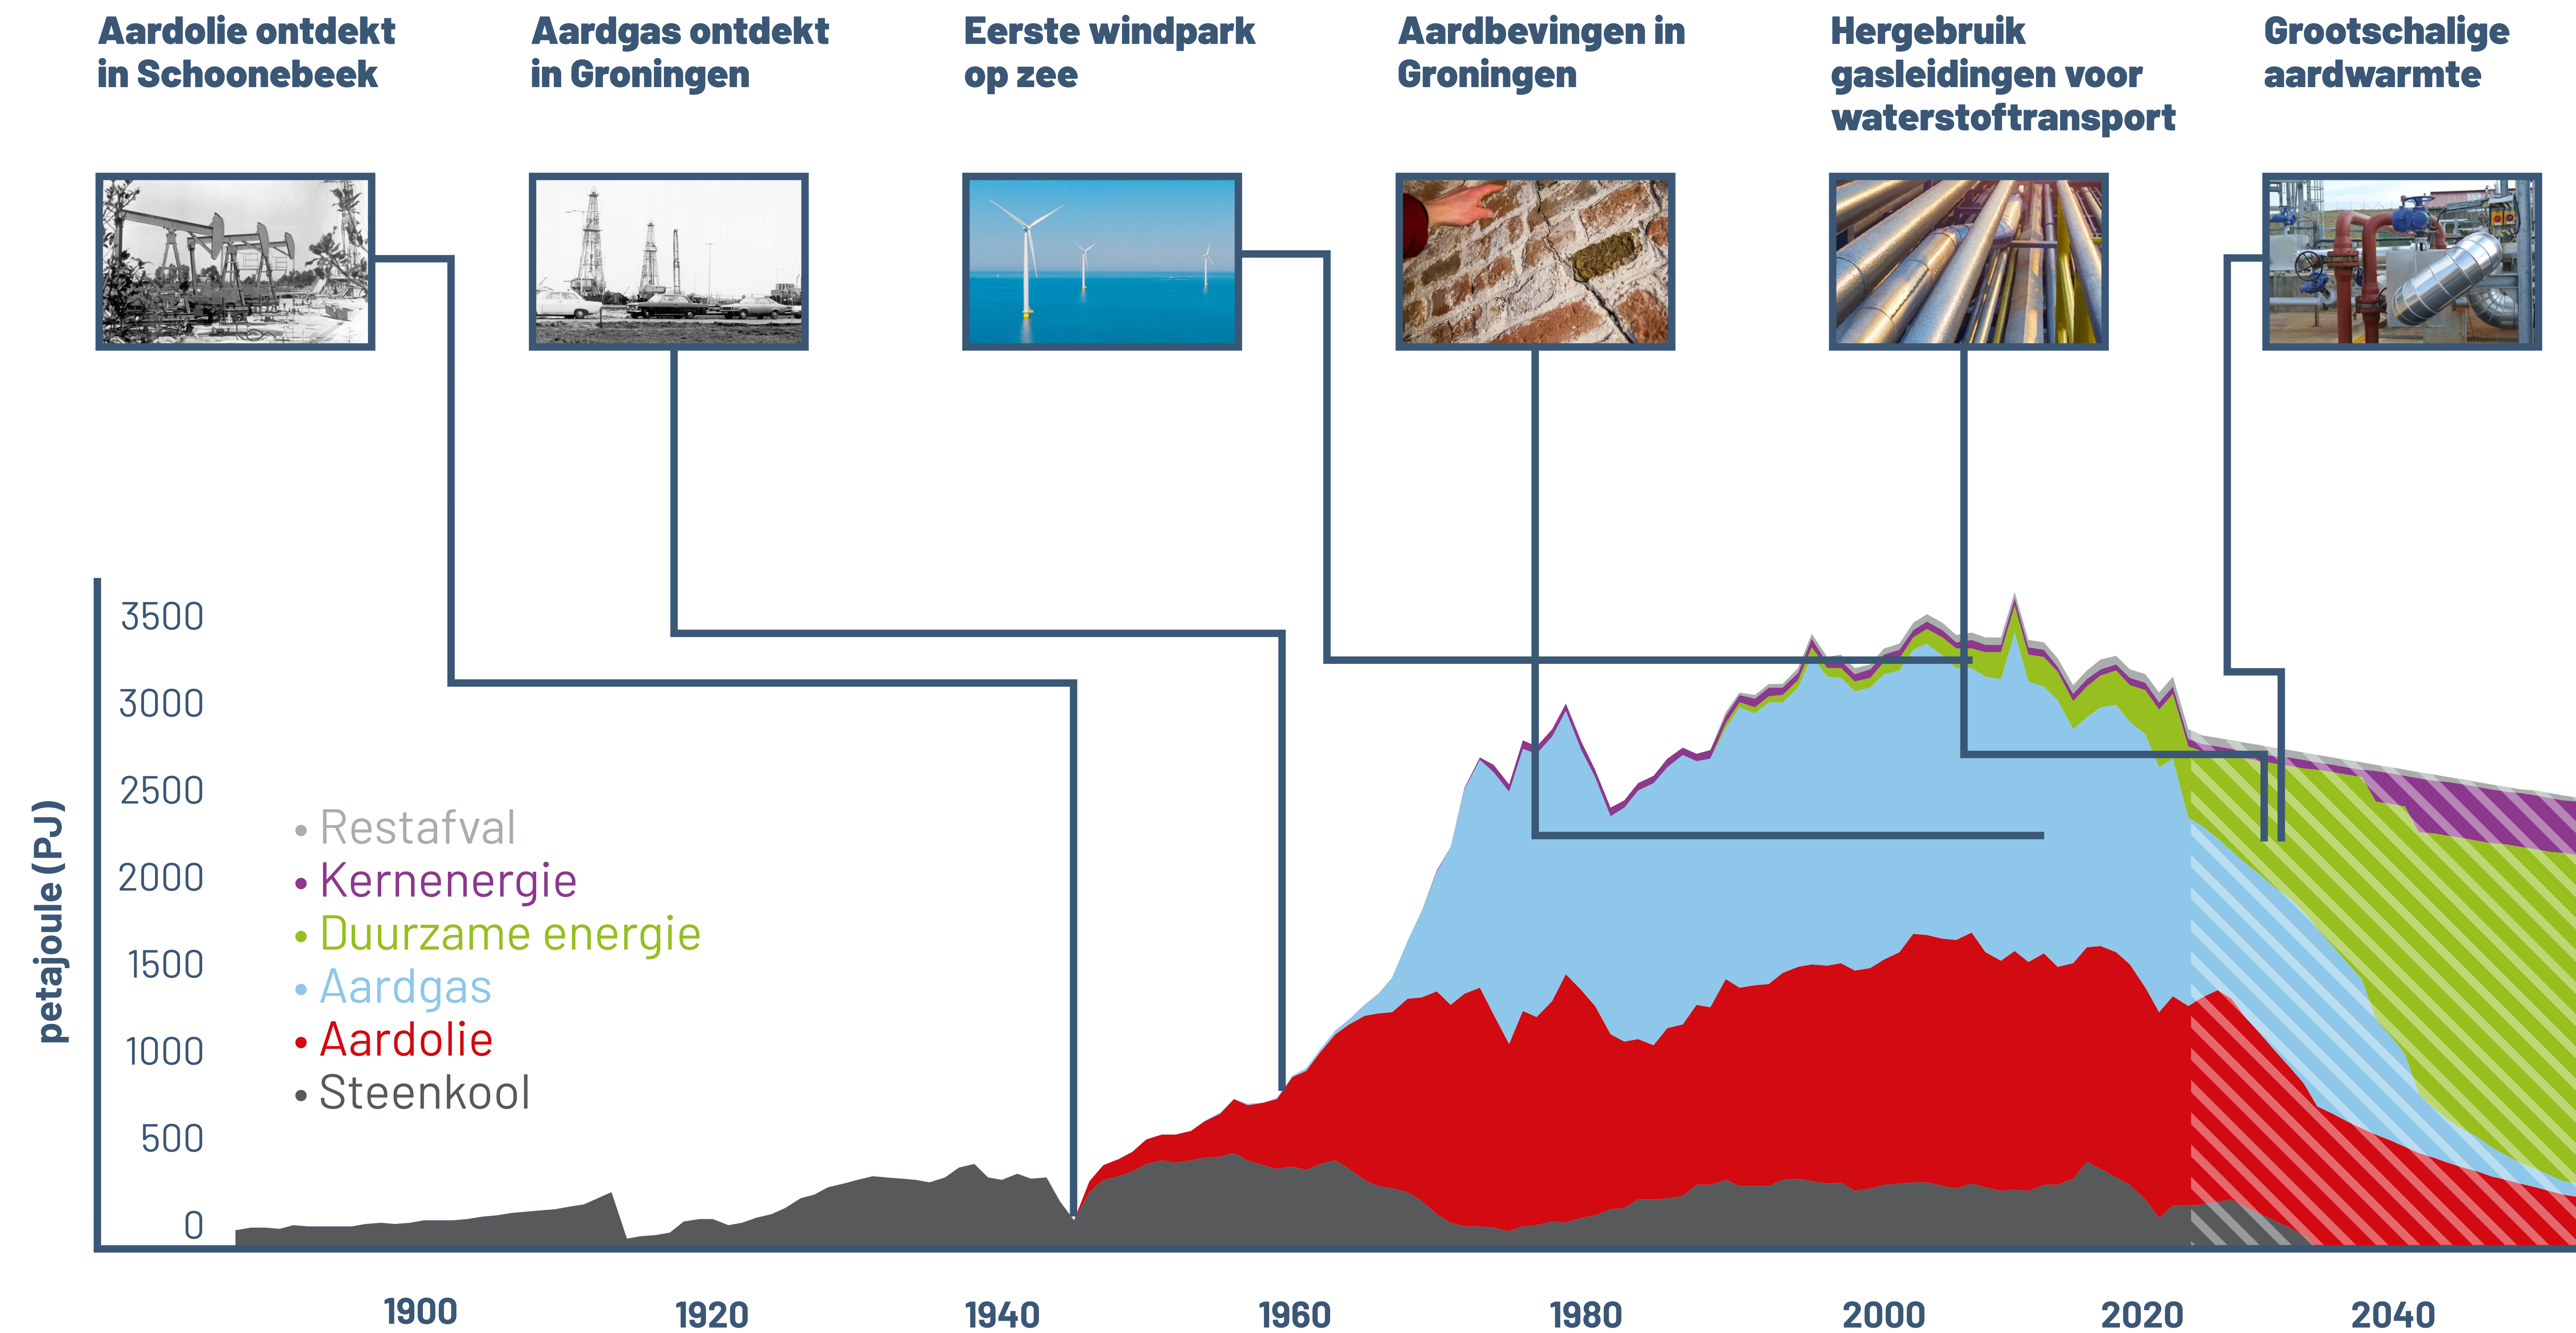 Aardolie ontdekt
in Schoonebeek
Aardgas ontdekt
in Groningen
Eerste windpark
op zee
Aardbevingen in
Groningen
Hergebruik
gasleidingen voor
waterstoftransport
Grootschalige
aardwarmte
petajoule (PJ)
3500
3000
2500
2000
1500
1000
500
0
• Restafval
• Kernenergie
• Duurzame energie
• Aardgas
• Aardolie
• Steenkool
1900 1920 1940 1960 1980 2000 2020 2040